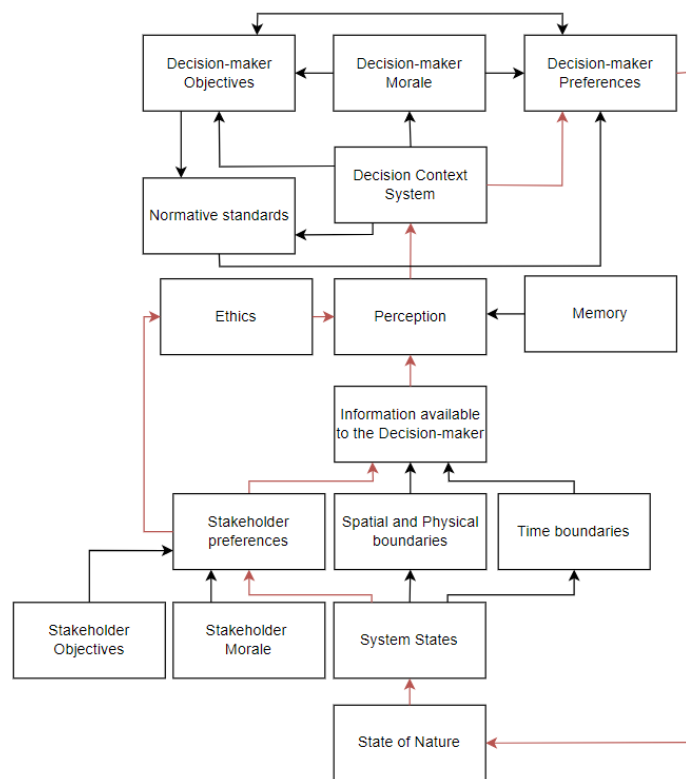 Decision-maker
Objectives
Decision-maker
Morale
Decision-maker
Preferences
Decision Context
System
Normative standards
Ethics
Perception
Memory
Information available
to the Decision-maker
Stakeholder
preferences
Spatial and Physical
boundaries
Time boundaries
Stakeholder
Objectives
Stakeholder
Morale
System States
State of Nature